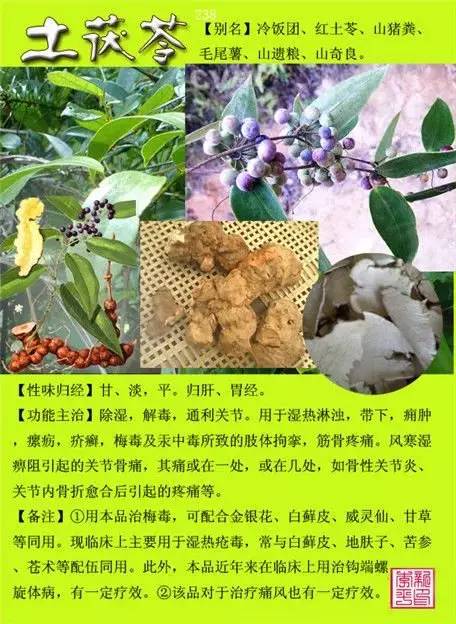 238
土茯苓
【别名】冷饭团、红土苓、山猪粪、
毛尾薯、山遗粮、山奇良。
【性味归经】甘、淡，平。归肝、胃经。
【功能主治】除湿，解毒，通利关节。用于湿热淋浊，带下，痈肿
，瘰疬，疥癣，梅毒及汞中毒所致的肢体拘挛，筋骨疼痛。风寒湿
痹阻引起的关节骨痛，其痛或在一处，或在几处，如骨性关节炎、
关节内骨折愈合后引起的疼痛等。
【备注】①用本品治梅毒，可配合金银花、白鲜皮、威灵仙、甘草
等同用。现临床上主要用于湿热疮毒，常与白鲜皮、地肤子、苦参
、苍术等配伍同用。此外，本品近年来在临床上用治钩端螺
旋体病，有一定疗效。②该品对于治疗痛风也有一定疗效。